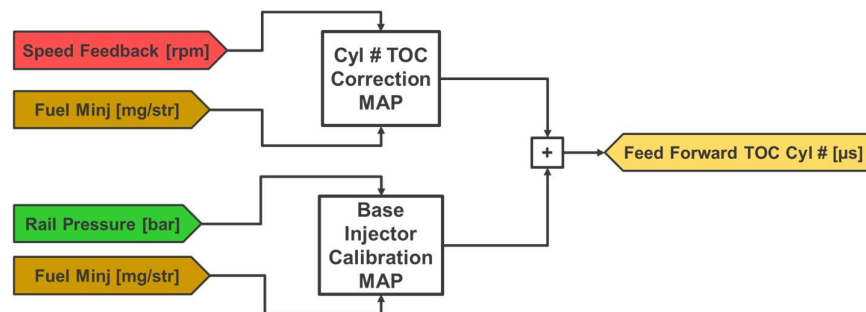 Speed Feedback [rpm]
Fuel Minj [mg/str]
Cyl # TOC
Correction
MAP
+
Feed Forward TOC Cyl # [µs]
Rail Pressure [bar]
Fuel Minj [mg/str]
Base
Injector
Calibration
MAP